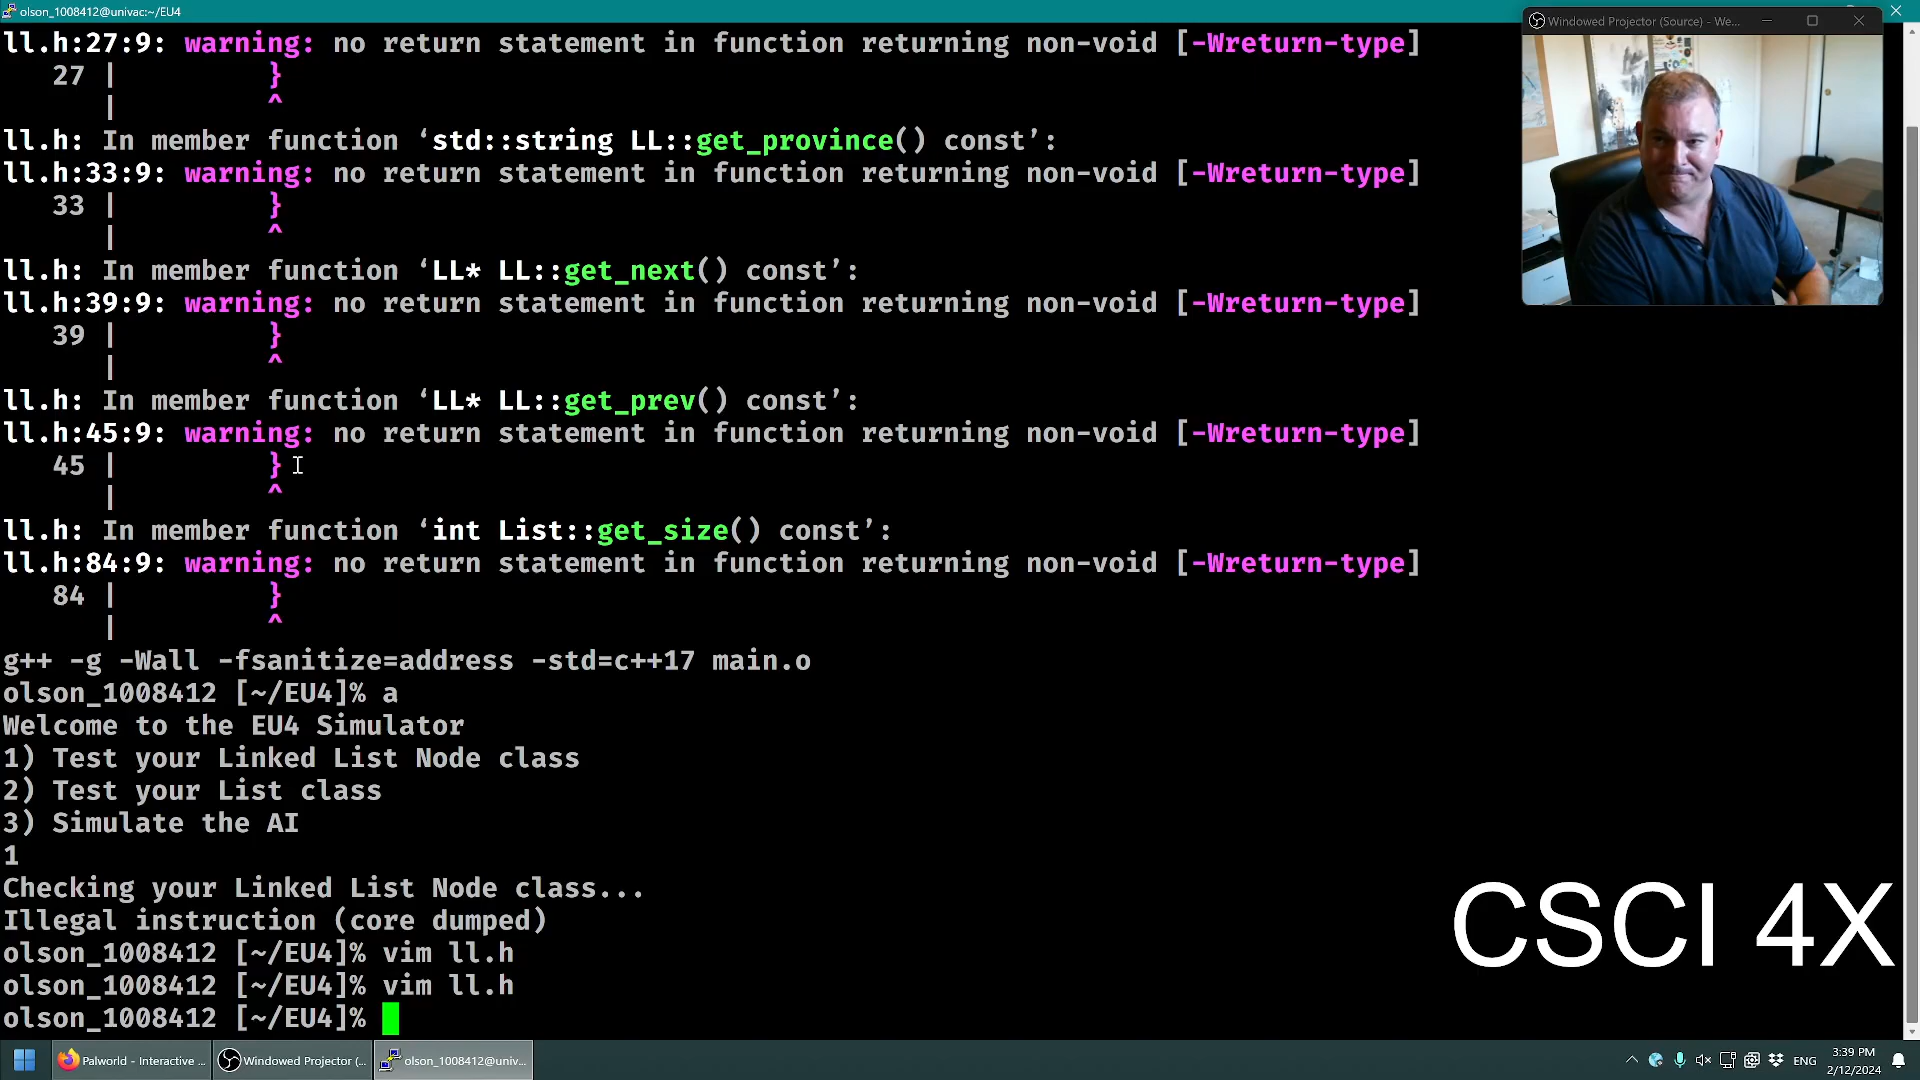 olson_1008412@univac:~/EU4
Windowed Projector (Source) - We...
ll.h:27:9: warning: no return statement in function returning non-void [-Wreturn-type]
27 | }
| ^
ll.h: In member function ‘std::string LL::get_province() const’:
ll.h:33:9: warning: no return statement in function returning non-void [-Wreturn-type]
33 | }
| ^
ll.h: In member function ‘LL* LL::get_next() const’:
ll.h:39:9: warning: no return statement in function returning non-void [-Wreturn-type]
39 | }
| ^
ll.h: In member function ‘LL* LL::get_prev() const’:
ll.h:45:9: warning: no return statement in function returning non-void [-Wreturn-type]
45 | }
| ^
ll.h: In member function ‘int List::get_size() const’:
ll.h:84:9: warning: no return statement in function returning non-void [-Wreturn-type]
84 | }
| ^
g++ -g -Wall -fsanitize=address -std=c++17 main.o
olson_1008412 [~/EU4]% a
Welcome to the EU4 Simulator
1) Test your Linked List Node class
2) Test your List class
3) Simulate the AI
1
Checking your Linked List Node class...
Illegal instruction (core dumped)
olson_1008412 [~/EU4]% vim ll.h
olson_1008412 [~/EU4]% vim ll.h
olson_1008412 [~/EU4]%
CSCI 4X
Palworld - Interactive ...
Windowed Projector (...
olson_1008412@univ...
ENG
3:39 PM
2/12/2024